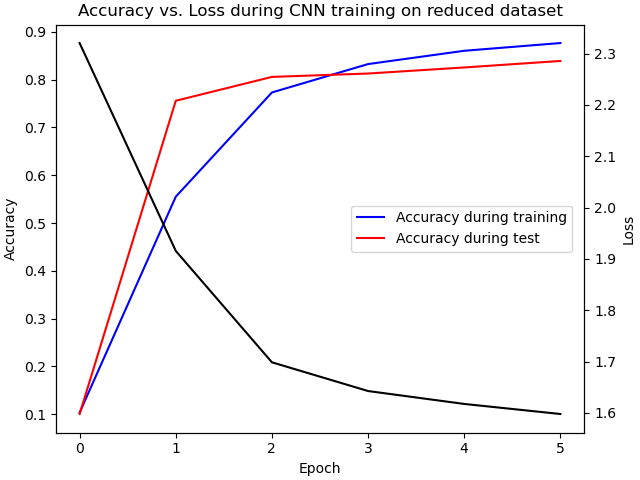 Accuracy vs. Loss during CNN training on reduced dataset
0.9
0.8
0.7
0.6
0.5
0.4
0.3
0.2
0.1
Accuracy
2.3
2.2
2.1
2.0
1.9
1.8
1.7
1.6
Loss
Accuracy during training
Accuracy during test
0 1 2 3 4 5
Epoch